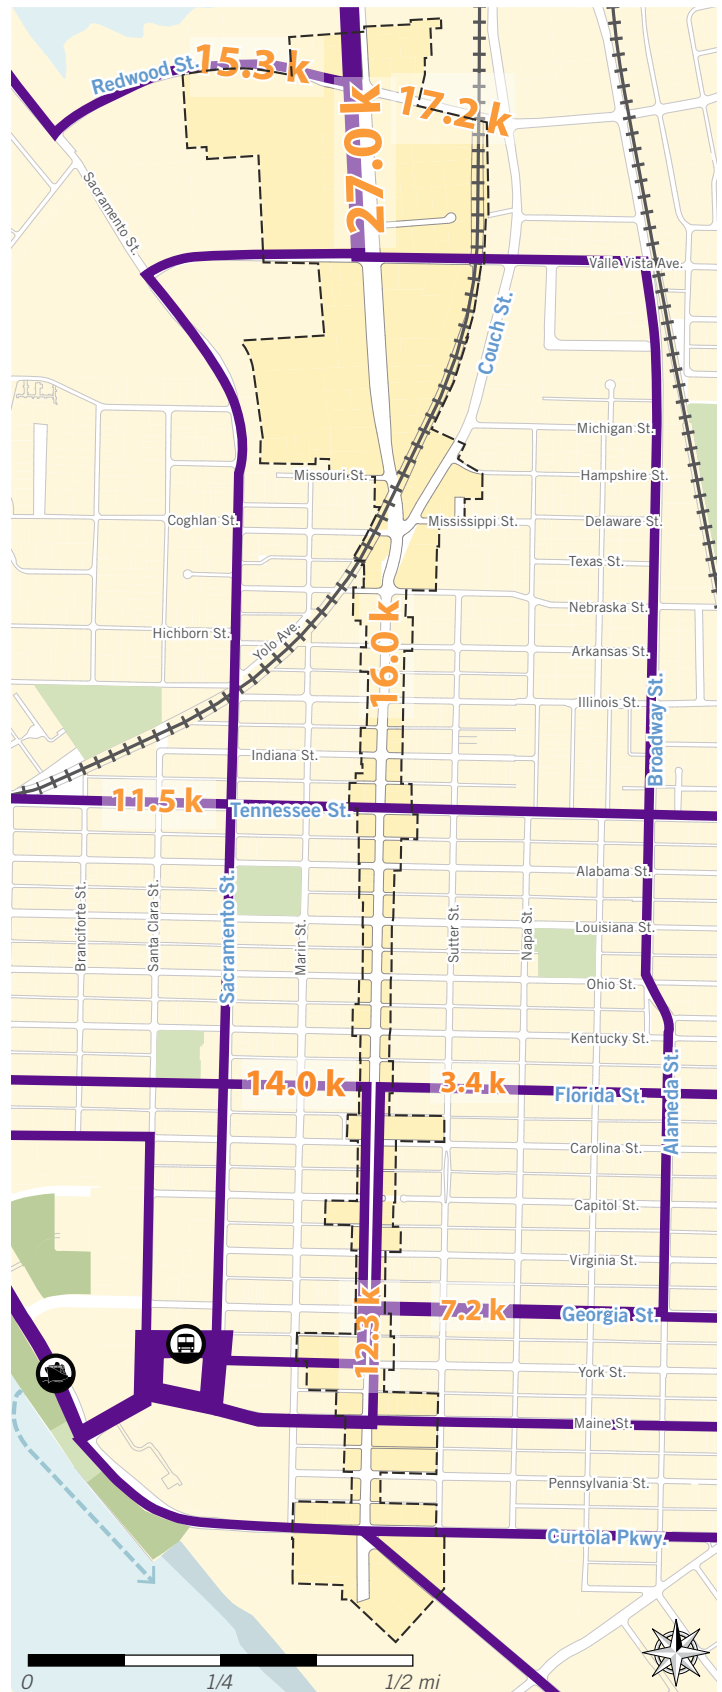 Redwood St.
15.3 k
17.2 k
27.0 k
Sacramento St.
Valle Vista Ave.
Couch St.
Michigan St.
Missouri St.
Hampshire St.
Coghlan St.
Mississippi St.
Delaware St.
Texas St.
Nebraska St.
Hichborn St.
Yolo Ave.
16.0 k
Arkansas St.
Illinois St.
Broadway St.
Indiana St.
11.5 k
Tennessee St.
Alabama St.
Branciforte St.
Santa Clara St.
Sacramento St.
Marin St.
Sutter St.
Napa St.
Louisiana St.
Ohio St.
Kentucky St.
14.0 k
3.4 k
Florida St.
Alameda St.
Carolina St.
Capitol St.
Virginia St.
12.3 k
7.2 k
Georgia St.
York St.
Maine St.
Pennsylvania St.
Curtola Pkwy.
0
1/4
1/2 mi